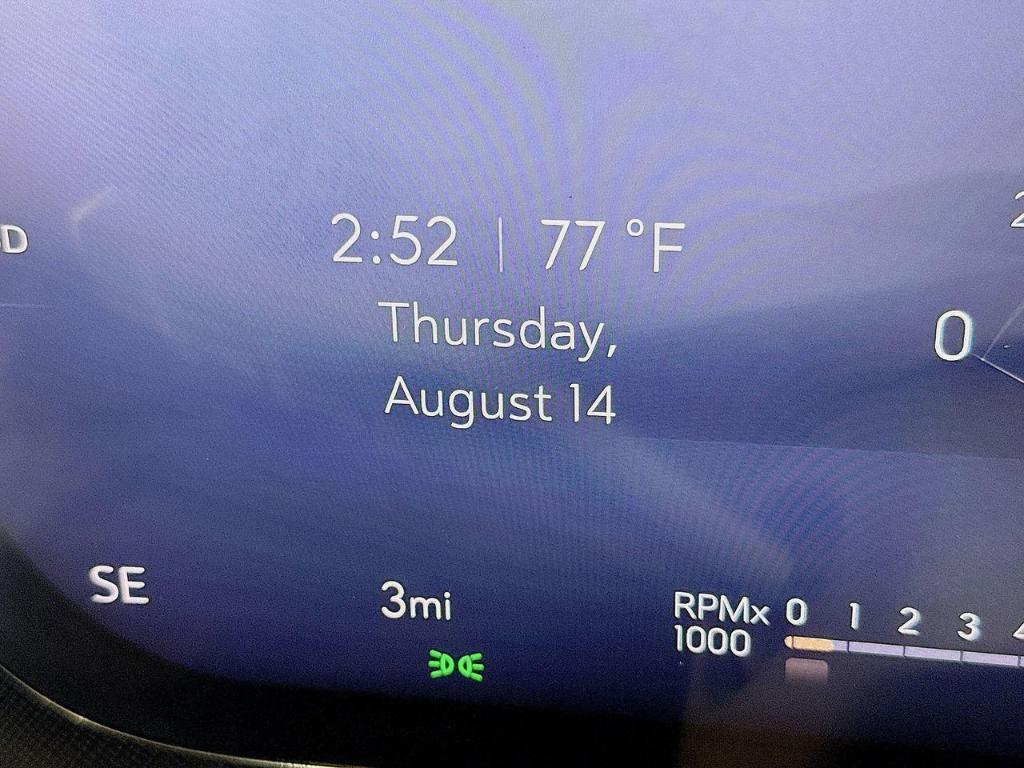 2:52 | 77 °F
Thursday,
August 14
0
SE
3mi
RPMx 0 1 2 3
1000